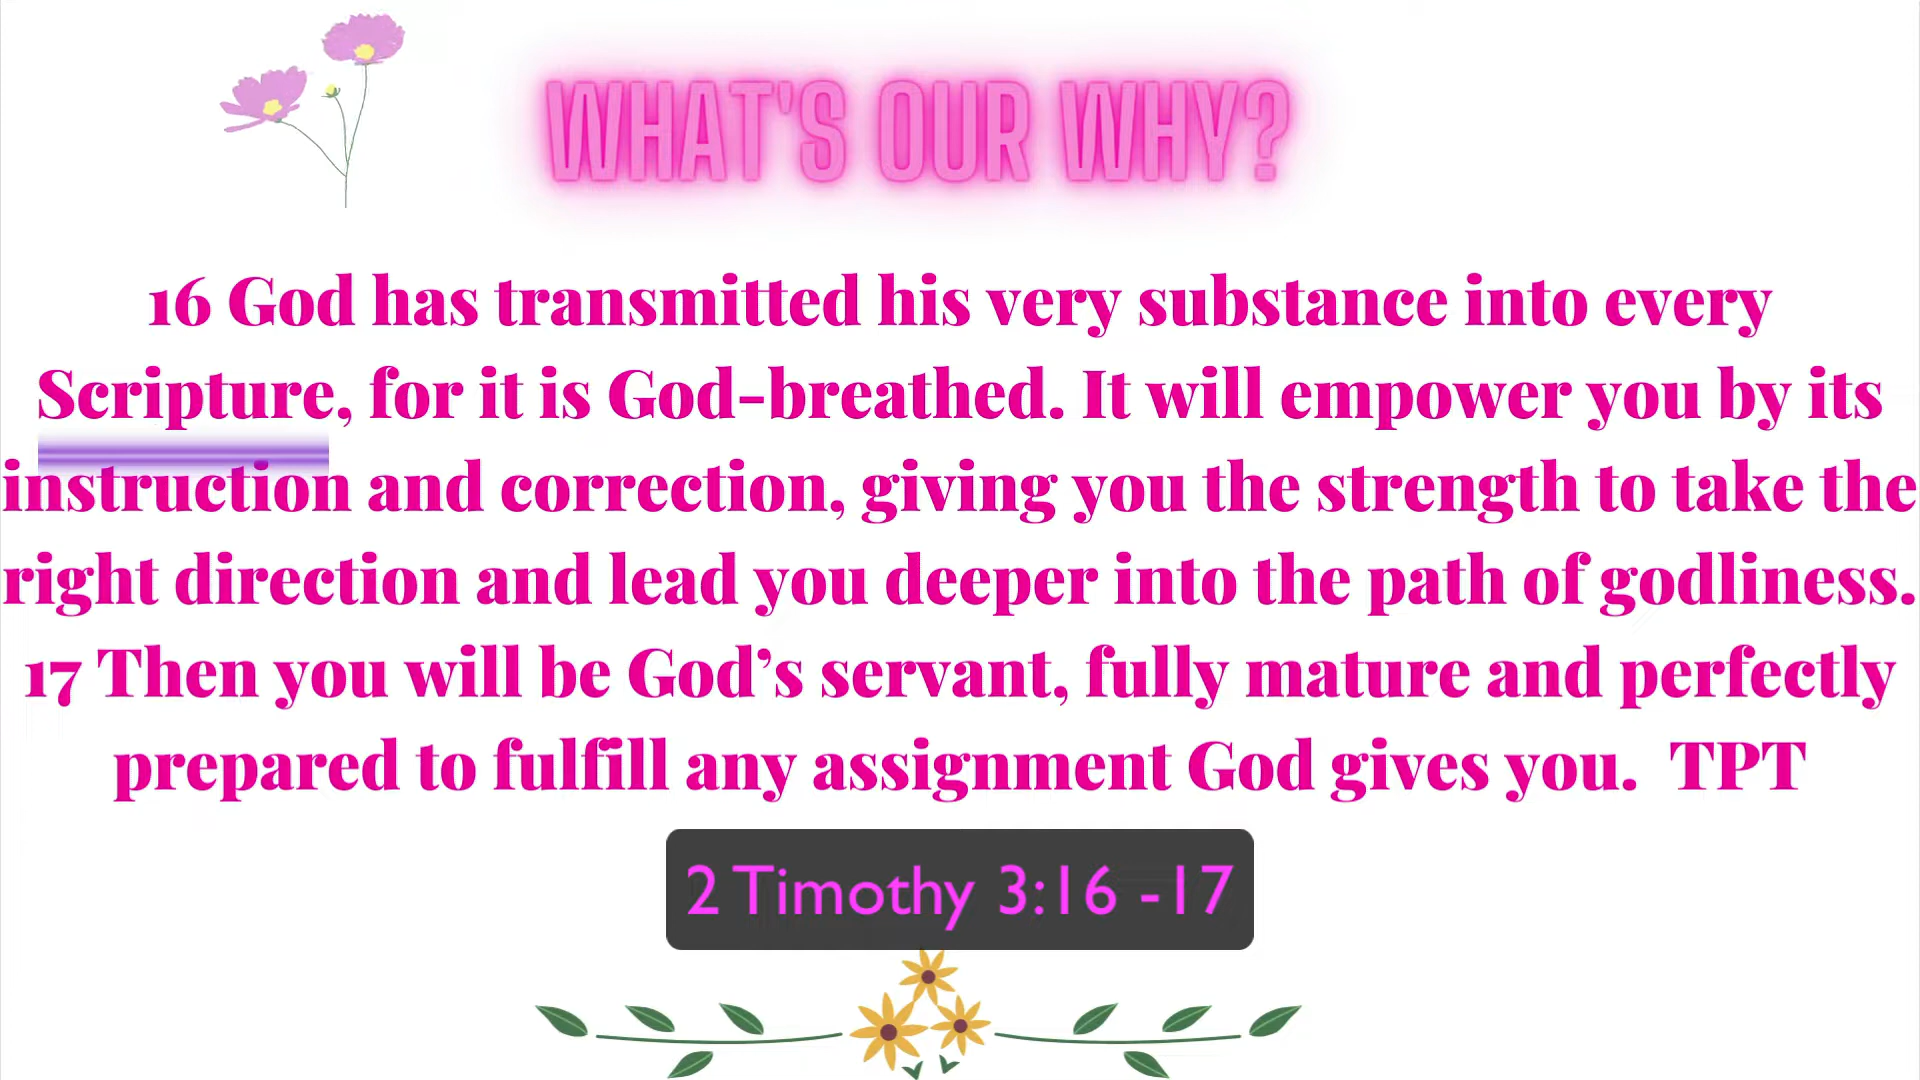 WHAT'S OUR WHY?
16 God has transmitted his very substance into every
Scripture, for it is God-breathed. It will empower you by its
instruction and correction, giving you the strength to take the
right direction and lead you deeper into the path of godliness.
17 Then you will be God’s servant, fully mature and perfectly
prepared to fulfill any assignment God gives you.  TPT
2 Timothy 3:16 -17